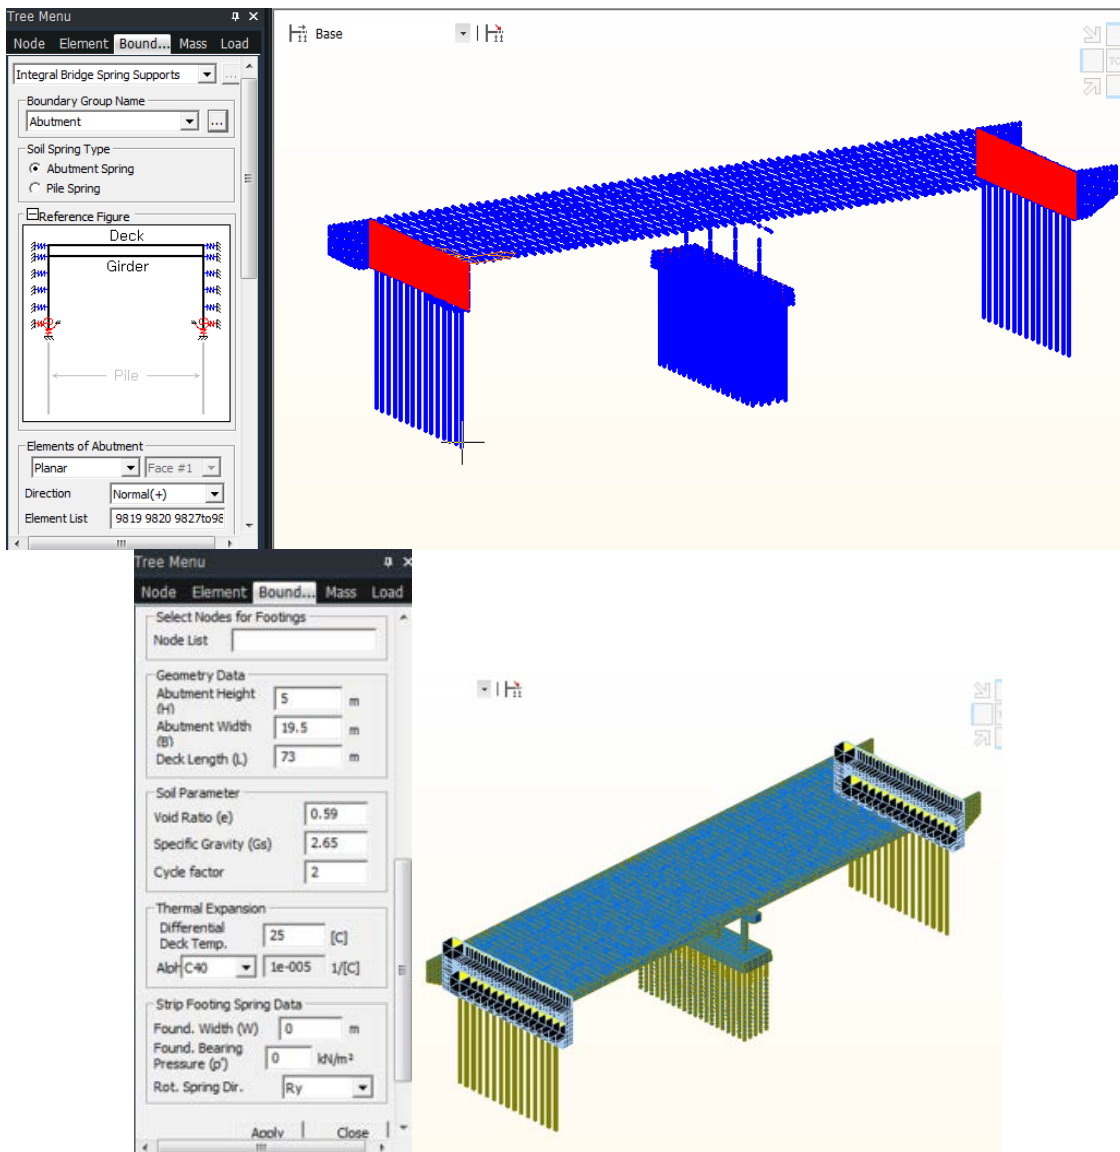 Tree Menu
Node Element Bound... Mass Load
Integral Bridge Spring Supports ...
Boundary Group Name
Abutment ...
Soil Spring Type
Abutment Spring
Pile Spring
Reference Figure
Deck
Girder
Pile
Elements of Abutment
Planar Face #1
Direction Normal(+)
Element List 9819 9820 9827to98
Base
Tree Menu
Node Element Bound... Mass Load
Select Nodes for Footings
Node List
Geometry Data
Abutment Height
(H) 5 m
Abutment Width
(B) 19.5 m
Deck Length (L) 73 m
Soil Parameter
Void Ratio (e) 0.59
Specific Gravity (Gs) 2.65
Cycle factor 2
Thermal Expansion
Differential
Deck Temp. 25 [C]
Alph C40 1e-005 1/[C]
Strip Footing Spring Data
Found. Width (W) 0 m
Found. Bearing
Pressure (p') 0 kN/m²
Rot. Spring Dir. Ry
Apply Close